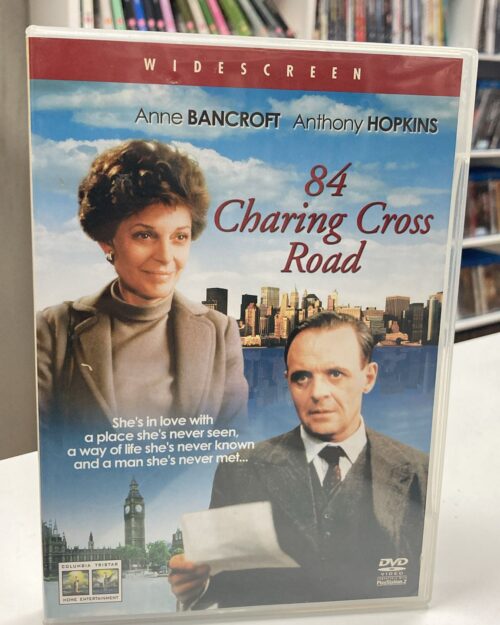 WIDESCREEN
Anne BANCROFT Anthony HOPKINS
84
Charing Cross
Road
She's in love with
a place she's never seen,
a way of life she's never known
and a man she's never met...
COLUMBIA TRISTAR
HOME ENTERTAINMENT
DVD
VIDEO
PlayStation 2